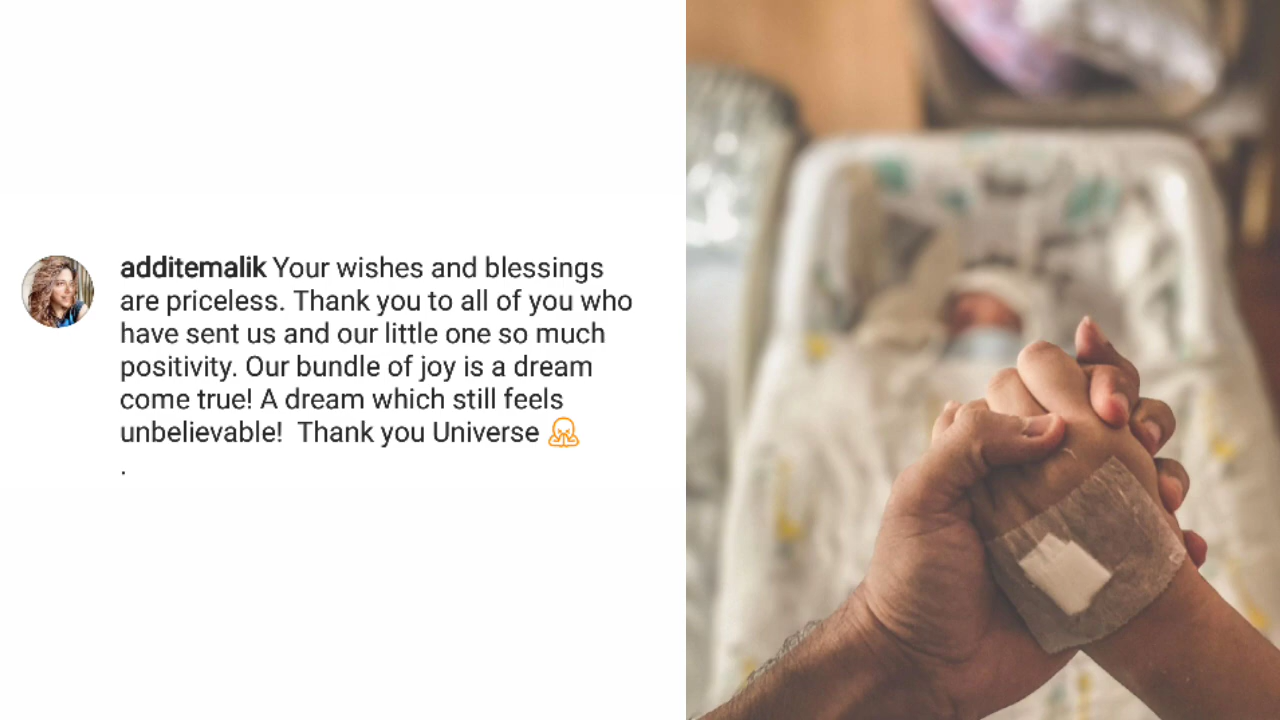 additemalik Your wishes and blessings
are priceless. Thank you to all of you who
have sent us and our little one so much
positivity. Our bundle of joy is a dream
come true! A dream which still feels
unbelievable!  Thank you Universe 🙏
.